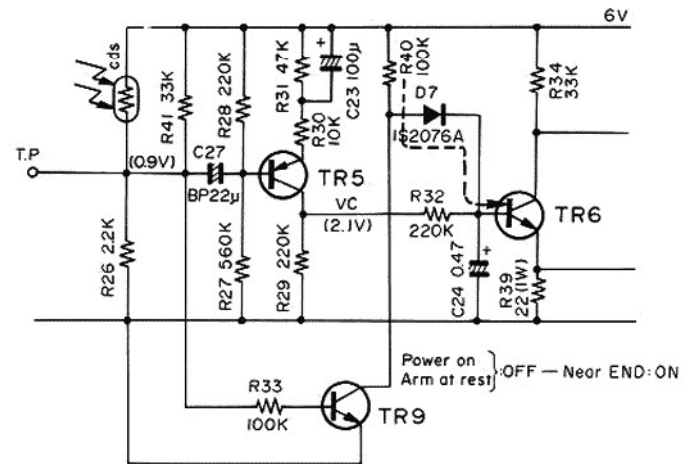 6V
cds
R41 33K
R28 220K
R31 47K
C23 100μ
+
R40 100K
R34 33K
D7
1S2076A
R30 10K
T.P
(0.9V)
C27
BP22μ
TR5
VC
(2.1V)
R32
220K
TR6
R26 2.2K
R27 560K
R29 220K
C24 0.47
+
R39 22(1W)
Power on
Arm at rest}:OFF — Near END:ON
R33
100K
TR9